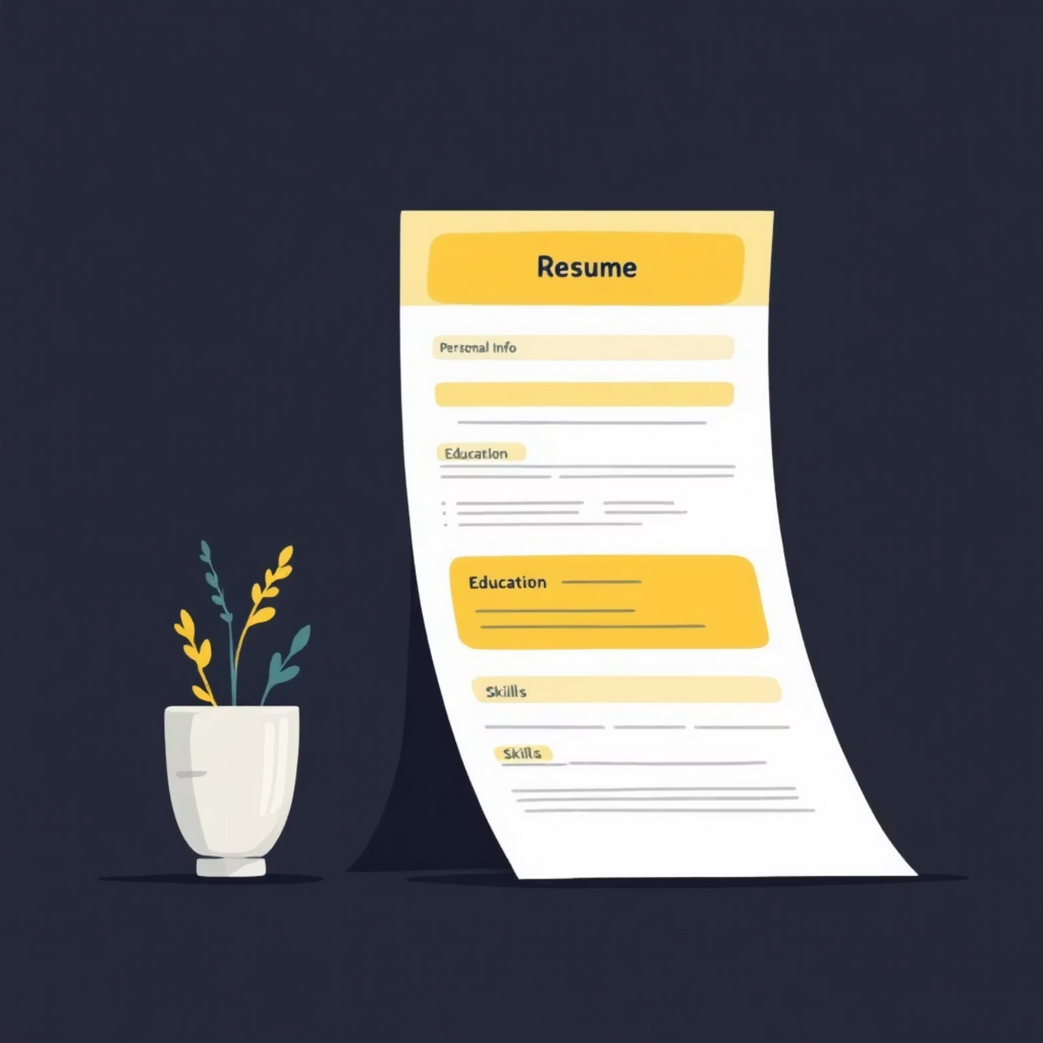 Resume
Personal Info
Education
Education
Skills
Skills